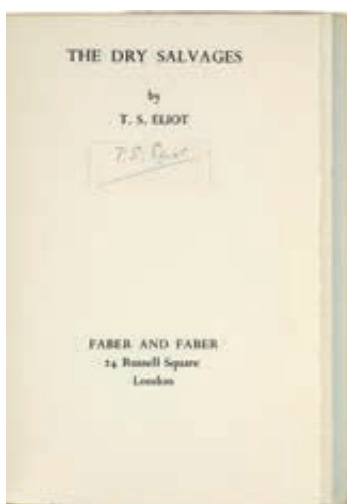 THE DRY SALVAGES
by
T. S. ELIOT
T. S. Eliot
FABER AND FABER
24 Russell Square
London